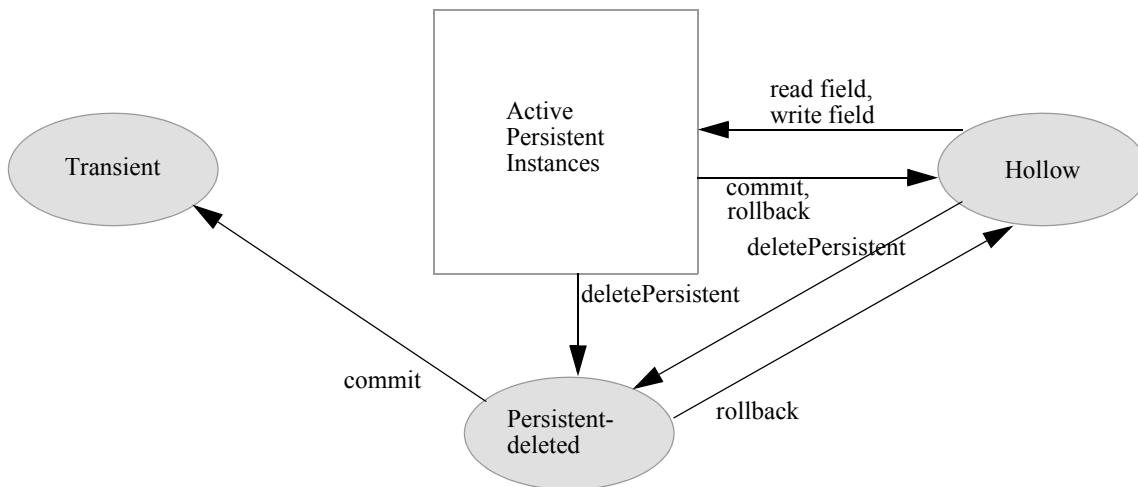 read field,
write field
Active
Persistent
Instances
Transient
Hollow
commit,
rollback
deletePersistent
deletePersistent
commit
rollback
Persistent-
deleted